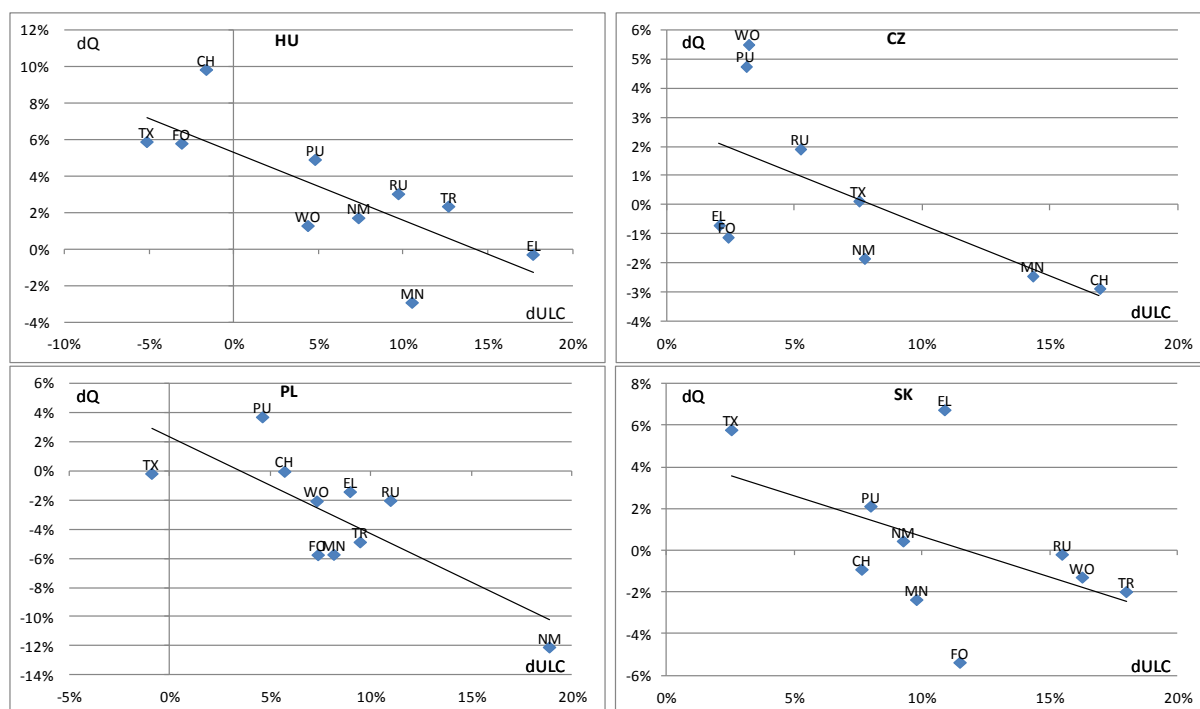 HU
dQ
12%
10%
8%
6%
4%
2%
0%
-2%
-4%
CH
TX
FO
PU
RU
TR
NM
WO
EL
MN
dULC
-10%
-5%
0%
5%
10%
15%
20%
CZ
dQ
6%
5%
4%
3%
2%
1%
0%
-1%
-2%
-3%
-4%
WO
PU
RU
TX
EL
FO
NM
MN
CH
dULC
0%
5%
10%
15%
20%
PL
dQ
6%
4%
2%
0%
-2%
-4%
-6%
-8%
-10%
-12%
-14%
PU
TX
CH
WO
EL
RU
TR
FO
MN
NM
dULC
-5%
0%
5%
10%
15%
20%
SK
dQ
8%
6%
4%
2%
0%
-2%
-4%
-6%
EL
TX
PU
NM
RU
CH
WO
TR
MN
FO
dULC
0%
5%
10%
15%
20%